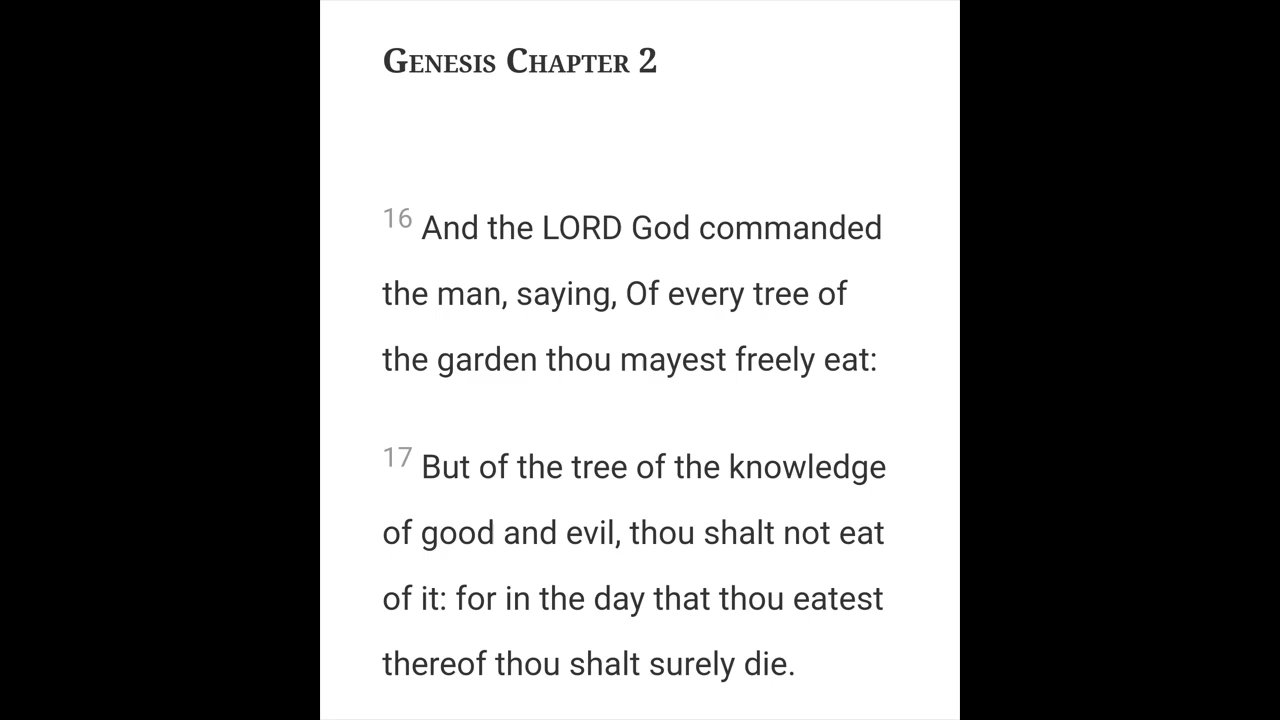 Genesis Chapter 2
16 And the LORD God commanded
the man, saying, Of every tree of
the garden thou mayest freely eat:
17 But of the tree of the knowledge
of good and evil, thou shalt not eat
of it: for in the day that thou eatest
thereof thou shalt surely die.